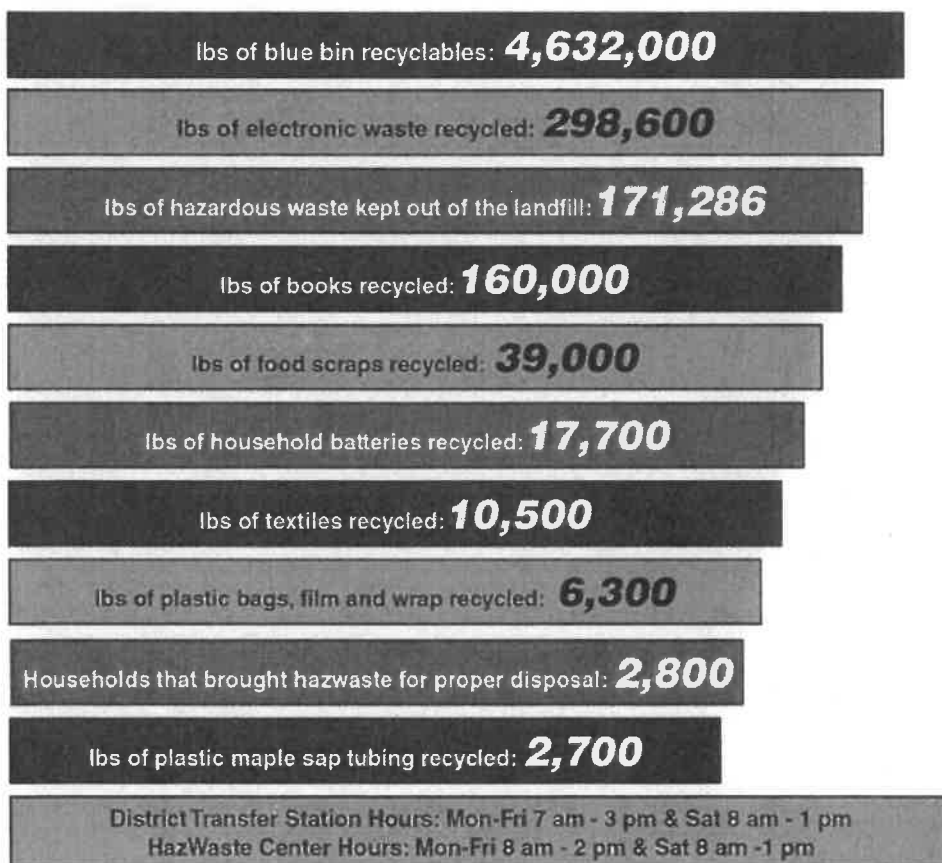 lbs of blue bin recyclables: 4,632,000
lbs of electronic waste recycled: 298,600
lbs of hazardous waste kept out of the landfill: 171,286
lbs of books recycled: 160,000
lbs of food scraps recycled: 39,000
lbs of household batteries recycled: 17,700
lbs of textiles recycled: 10,500
lbs of plastic bags, film and wrap recycled: 6,300
Households that brought hazwaste for proper disposal: 2,800
lbs of plastic maple sap tubing recycled: 2,700
District Transfer Station Hours: Mon-Fri 7 am - 3 pm & Sat 8 am - 1 pm
HazWaste Center Hours: Mon-Fri 8 am - 2 pm & Sat 8 am -1 pm